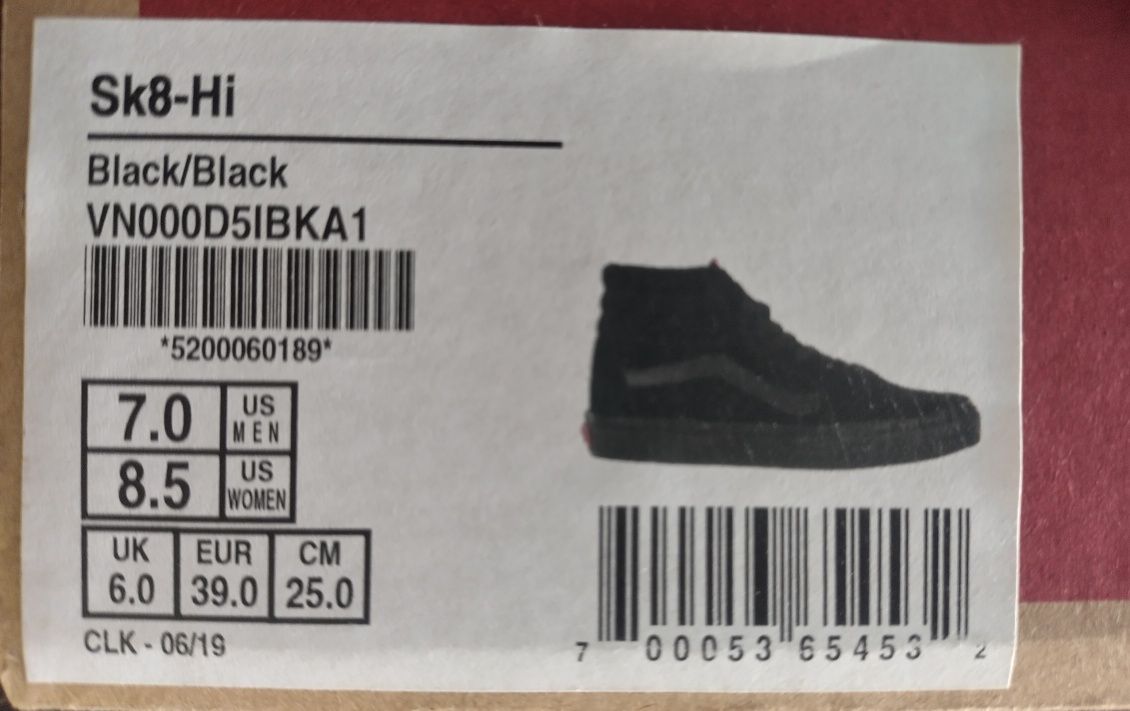 Sk8-Hi
Black/Black
VN000D5IBKA1
*5200060189*
7.0 US MEN
8.5 US WOMEN
UK EUR CM
6.0 39.0 25.0
CLK - 06/19
7 00053 65453 2